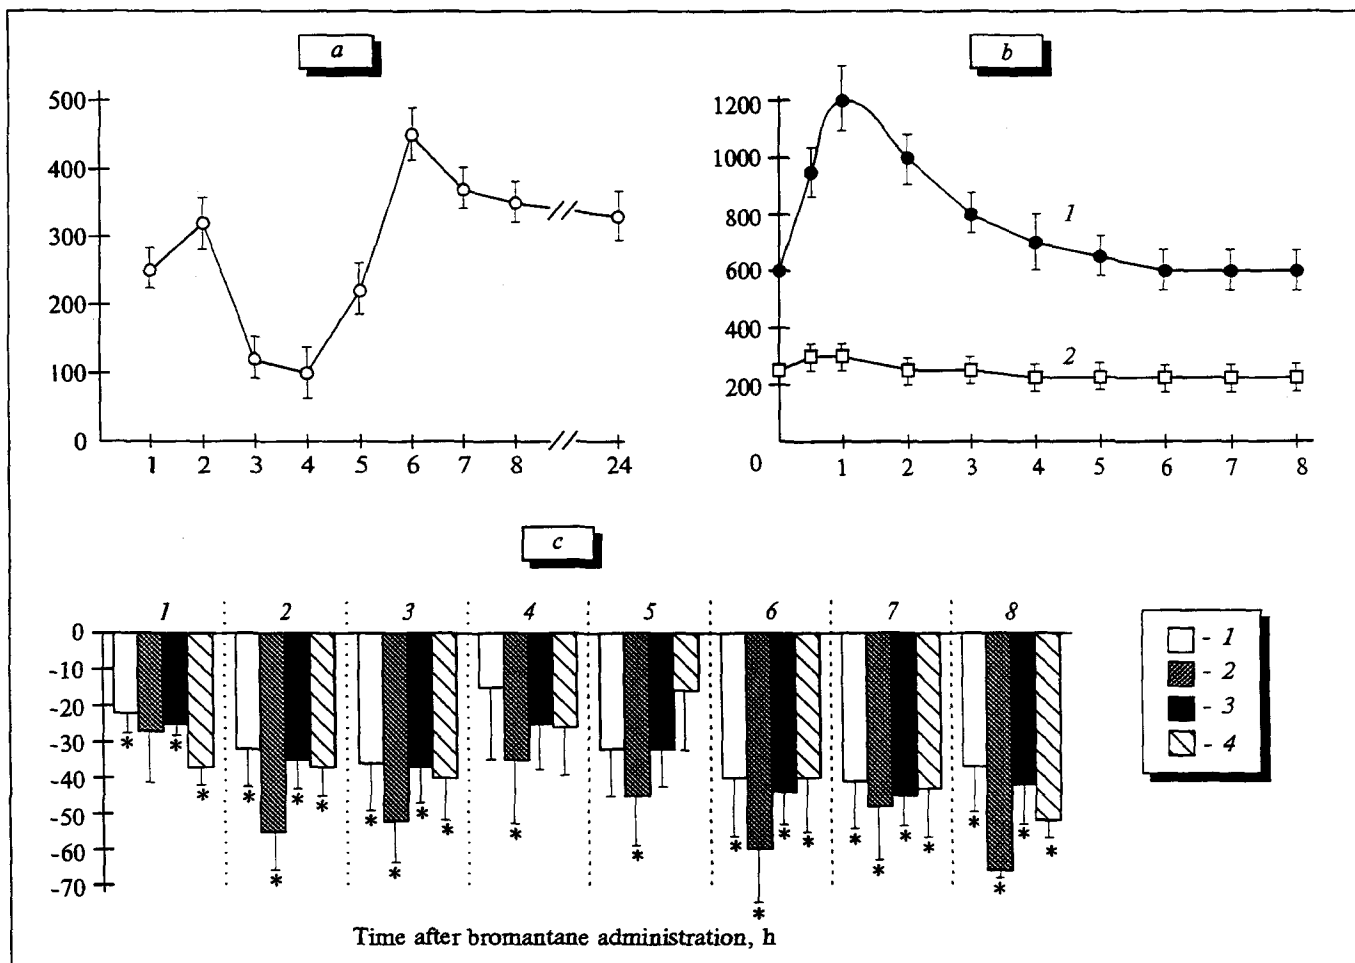 a
b
500
400
300
200
100
0
1 2 3 4 5 6 7 8 24
1200
1000
800
600
400
200
0
1 2 3 4 5 6 7 8
1
2
c
1 2 3 4 5 6 7 8
0
-10
-20
-30
-40
-50
-60
-70
* * *
* * * *
* * * *
*
*
* * * *
* * * *
* * * *
- 1
- 2
- 3
- 4
Time after bromantane administration, h